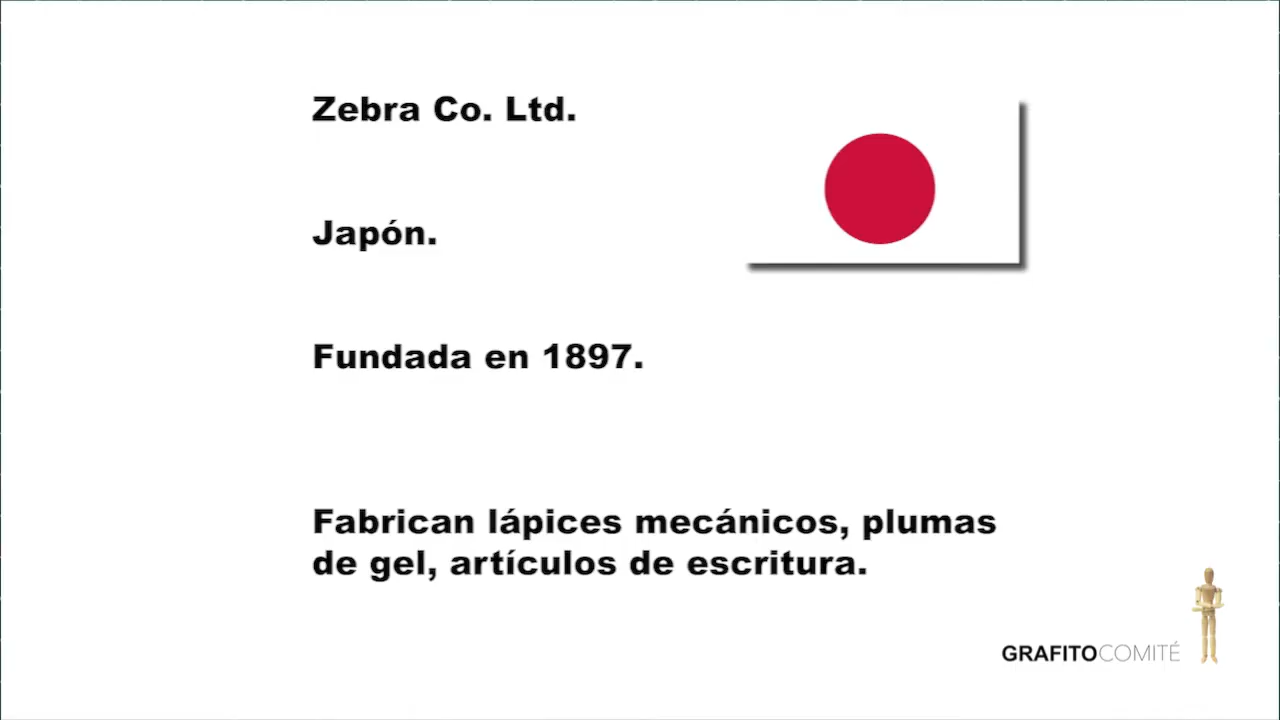 Zebra Co. Ltd.
Japón.
Fundada en 1897.
Fabrican lápices mecánicos, plumas
de gel, artículos de escritura.
GRAFITOCOMITÉ